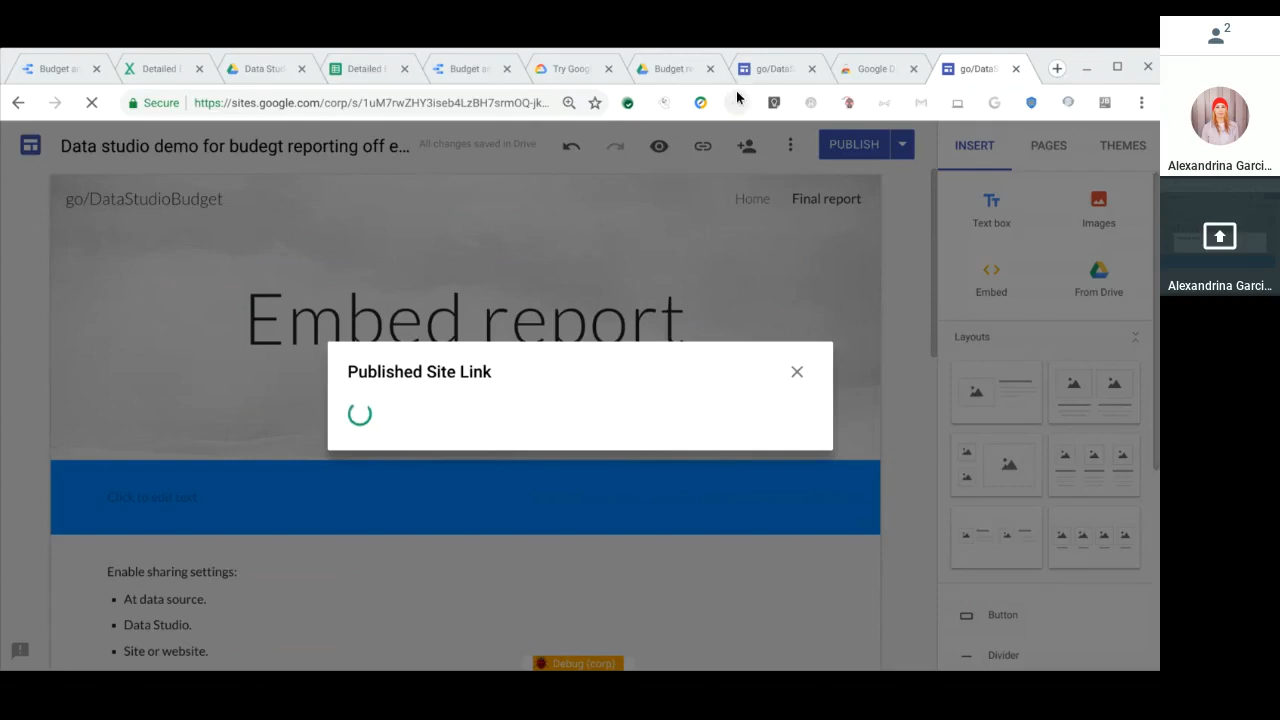 2
Budget a
Detailed
Data Stud
Detailed
Budget a
Try Goog
Budget re
go/Data
Google D
go/DataS
Secure
https://sites.google.com/corp/s/1uM7rwZHY3iseb4LzBH7srmOQ-jk...
Data studio demo for budegt reporting off e...
All changes saved in Drive
PUBLISH
INSERT
PAGES
THEMES
Alexandrina Garci...
go/DataStudioBudget
Home
Final report
Text box
Images
Embed report
Embed
From Drive
Alexandrina Garci...
Layouts
Published Site Link
Click to edit text
Enable sharing settings:
At data source.
Data Studio.
Site or website.
Button
Divider
Debug (corp)